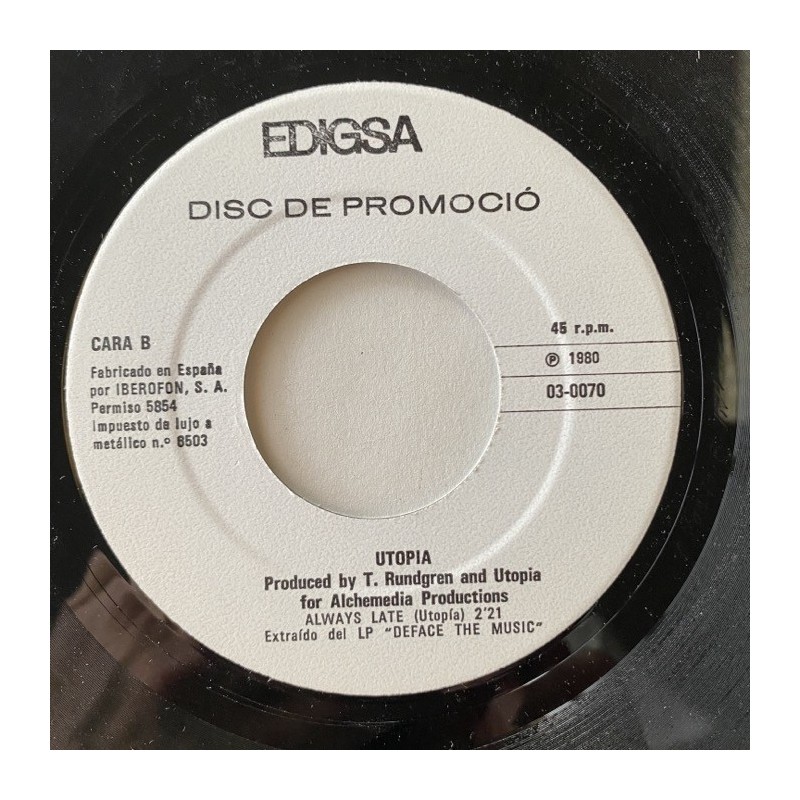 EDIGSA
DISC DE PROMOCIÓ
CARA B
Fabricado en España
por IBEROFON, S. A.
Permiso 5854
Impuesto de lujo a
metálico n.º 6503
45 r.p.m.
℗ 1980
03-0070
UTOPIA
Produced by T. Rundgren and Utopia
for Alchemedia Productions
ALWAYS LATE (Utopía) 2'21
Extraído del LP "DEFACE THE MUSIC"